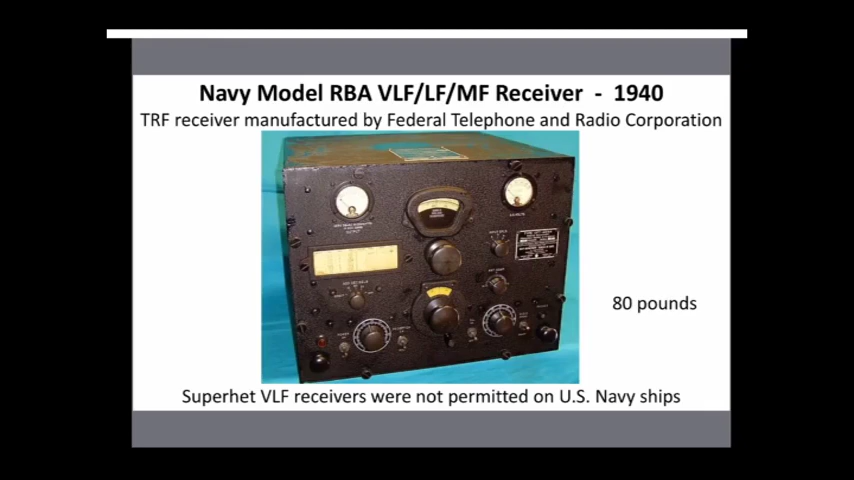 Navy Model RBA VLF/LF/MF Receiver - 1940
TRF receiver manufactured by Federal Telephone and Radio Corporation
80 pounds
Superhet VLF receivers were not permitted on U.S. Navy ships